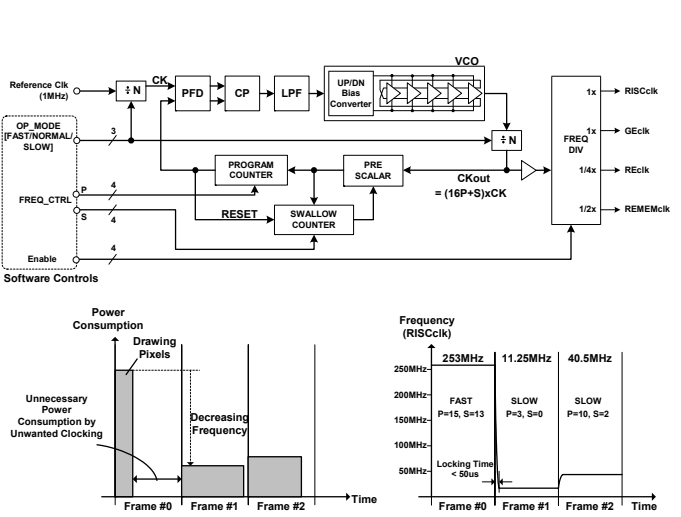 VCO
Reference Clk
(1MHz)
÷ N
CK
PFD
CP
LPF
UP/DN
Bias
Converter
OP_MODE
[FAST/NORMAL/
SLOW]
3
÷ N
FREQ
DIV
1x
RISCclk
1x
GEclk
1/4x
REclk
1/2x
REMEMclk
FREQ_CTRL
P
4
S
4
PROGRAM
COUNTER
PRE
SCALAR
CKout
= (16P+S)xCK
RESET
SWALLOW
COUNTER
Enable
4
Software Controls
Power
Consumption
Drawing
Pixels
Unnecessary
Power
Consumption by
Unwanted Clocking
Decreasing
Frequency
Time
Frame #0
Frame #1
Frame #2
Frequency
(RISCclk)
253MHz
11.25MHz
40.5MHz
250MHz
200MHz
150MHz
100MHz
50MHz
FAST
P=15, S=13
SLOW
P=3, S=0
SLOW
P=10, S=2
Locking Time
< 50us
Frame #0
Frame #1
Frame #2
Time